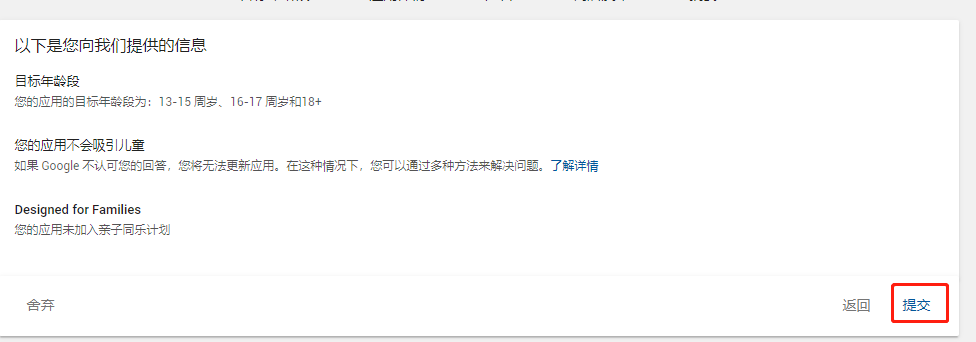 以下是您向我们提供的信息
目标年龄段
您的应用的目标年龄段为：13-15 周岁、16-17 周岁和18+
您的应用不会吸引儿童
如果 Google 不认可您的回答，您将无法更新应用。在这种情况下，您可以通过多种方法来解决问题。了解详情
Designed for Families
您的应用未加入亲子同乐计划
舍弃 返回 提交